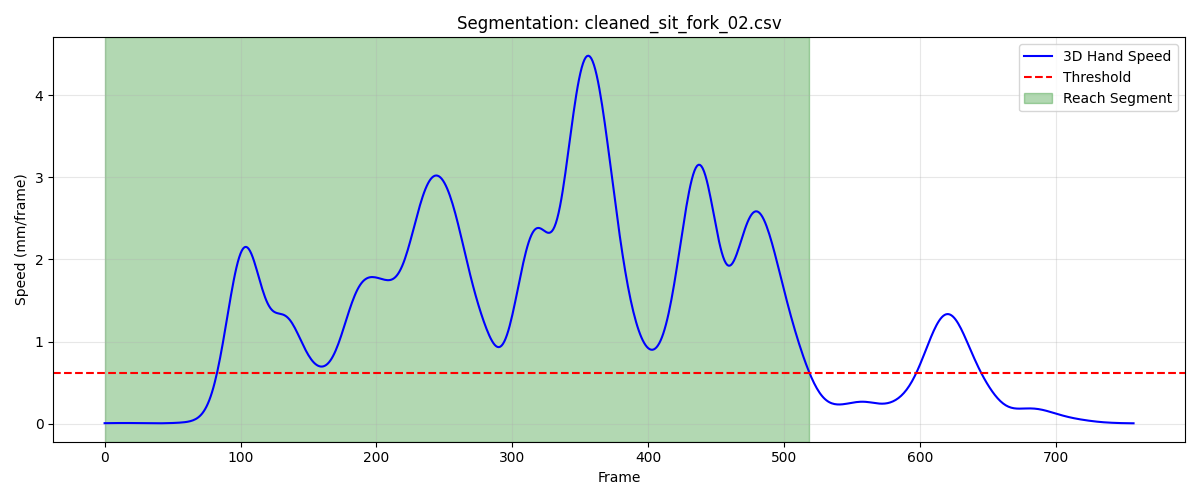 Segmentation: cleaned_sit_fork_02.csv
3D Hand Speed
Threshold
Reach Segment
Speed (mm/frame)
4
3
2
1
0
0 100 200 300 400 500 600 700
Frame